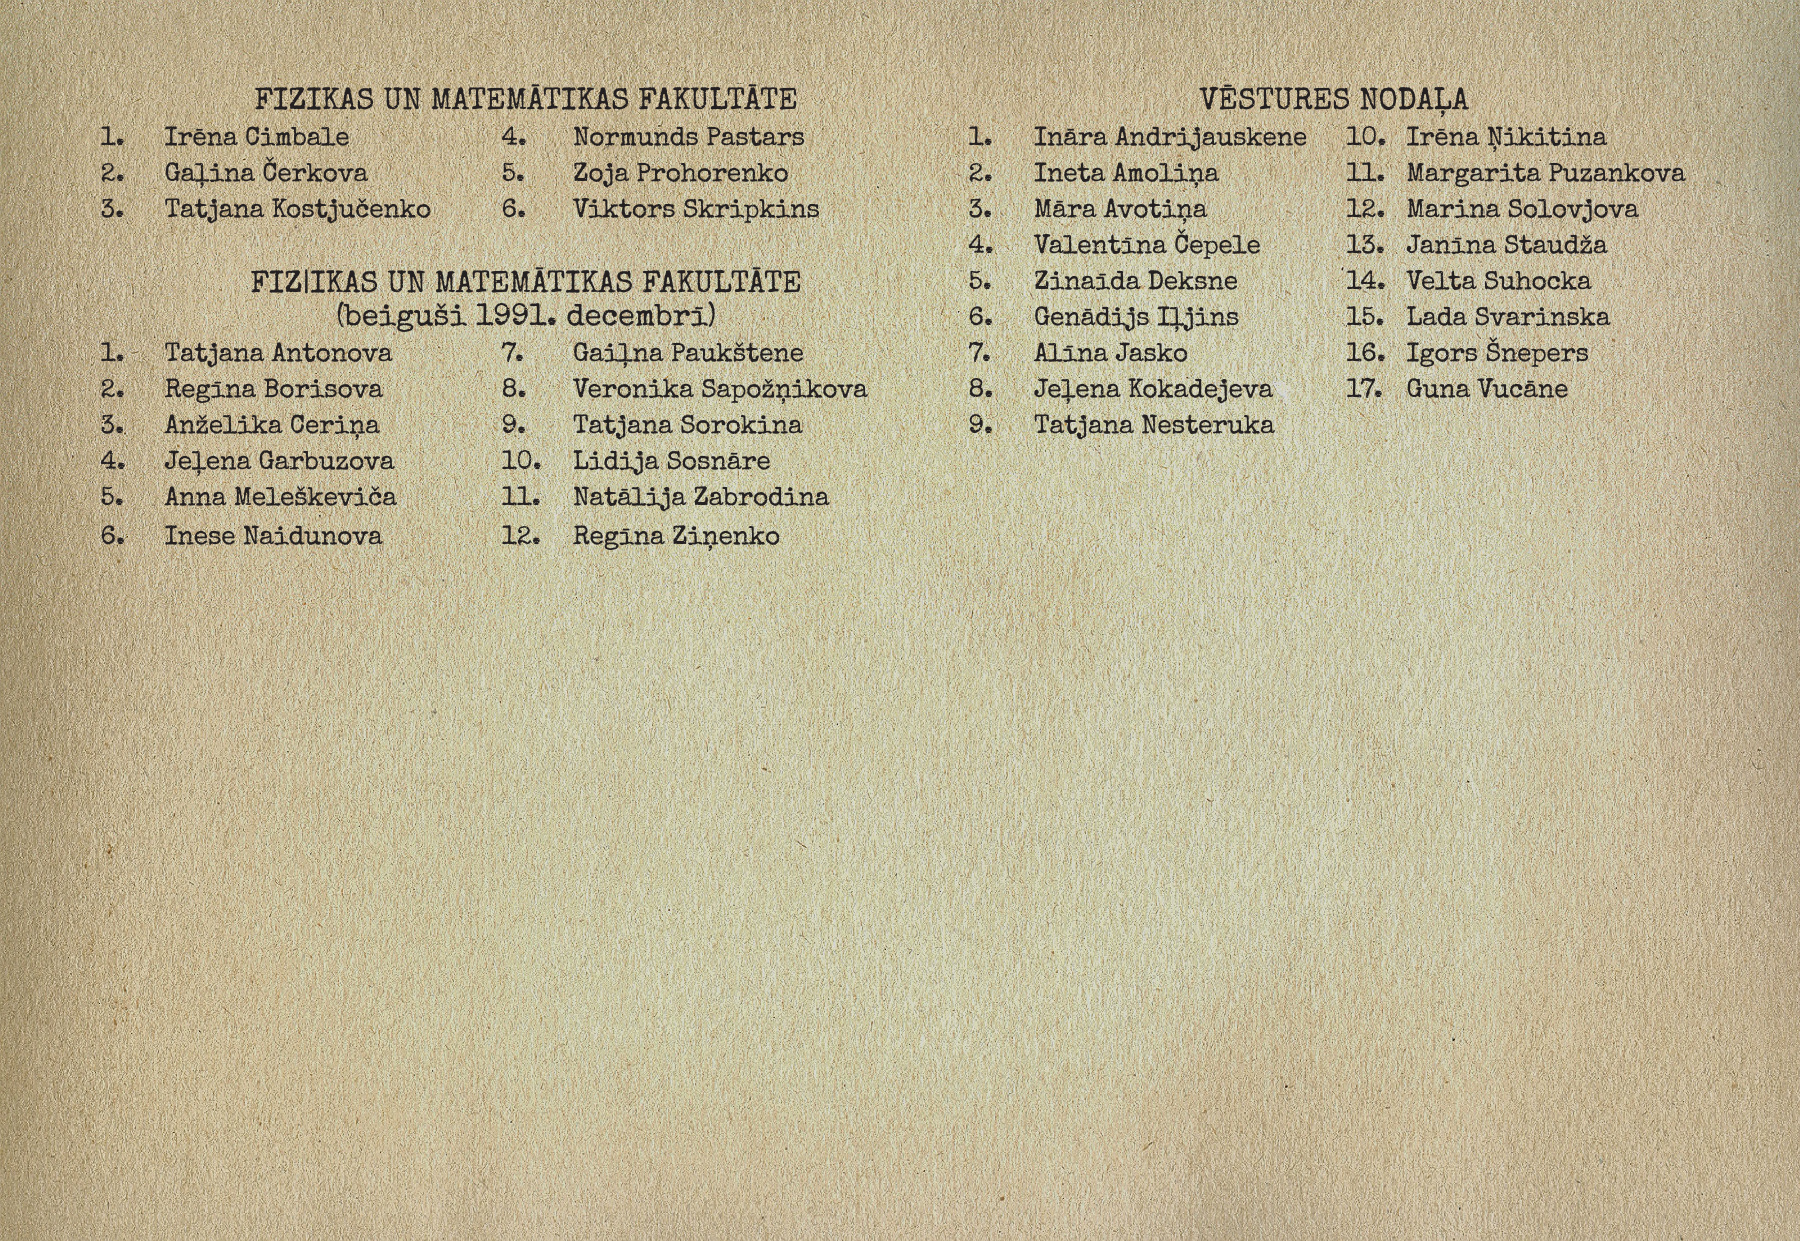 FIZIKAS UN MATEMĀTIKAS FAKULTĀTE
1. Irēna Cimbale
2. Gaļina Čerkova
3. Tatjana Kostjučenko
4. Normunds Pastars
5. Zoja Prohorenko
6. Viktors Skripkins
FIZ|IKAS UN MATEMĀTIKAS FAKULTĀTE
(beiguši 1991. decembrī)
1. Tatjana Antonova
2. Regīna Borisova
3. Anželika Ceriņa
4. Jeļena Garbuzova
5. Anna Meleškeviča
6. Inese Naidunova
7. Gaiļna Paukštene
8. Veronika Sapožņikova
9. Tatjana Sorokina
10. Lidija Sosnāre
11. Natālija Zabrodina
12. Regīna Ziņenko
VĒSTURES NODAĻA
1. Ināra Andrijauskene
2. Ineta Amoliņa
3. Māra Avotiņa
4. Valentīna Čepele
5. Zinaīda Deksne
6. Genādijs Iļjins
7. Alīna Jasko
8. Jeļena Kokadejeva
9. Tatjana Nesteruka
10. Irēna Ņikitina
11. Margarita Puzankova
12. Marina Solovjova
13. Janīna Staudža
14. Velta Suhocka
15. Lada Svarinska
16. Igors Šnepers
17. Guna Vucāne